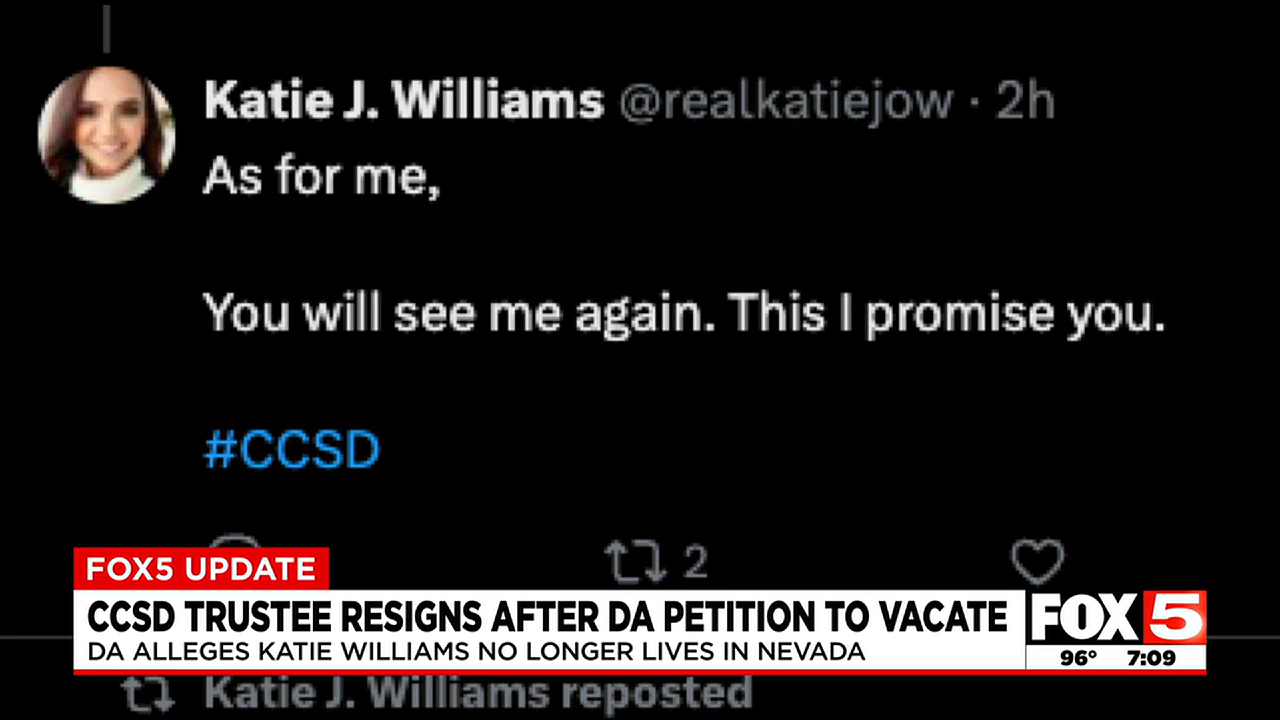 Katie J. Williams @realkatiejow · 2h
As for me,
You will see me again. This I promise you.
#CCSD
2
FOX5 UPDATE
CCSD TRUSTEE RESIGNS AFTER DA PETITION TO VACATE
DA ALLEGES KATIE WILLIAMS NO LONGER LIVES IN NEVADA
FOX 5
96° 7:09
Katie J. Williams reposted